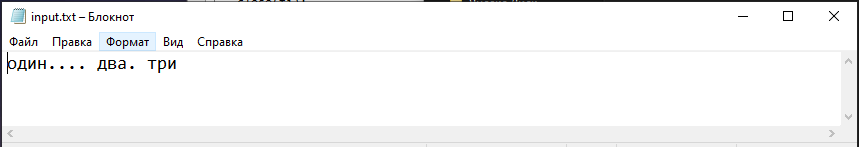 input.txt – Блокнот
Файл Правка Формат Вид Справка
один.... два. три